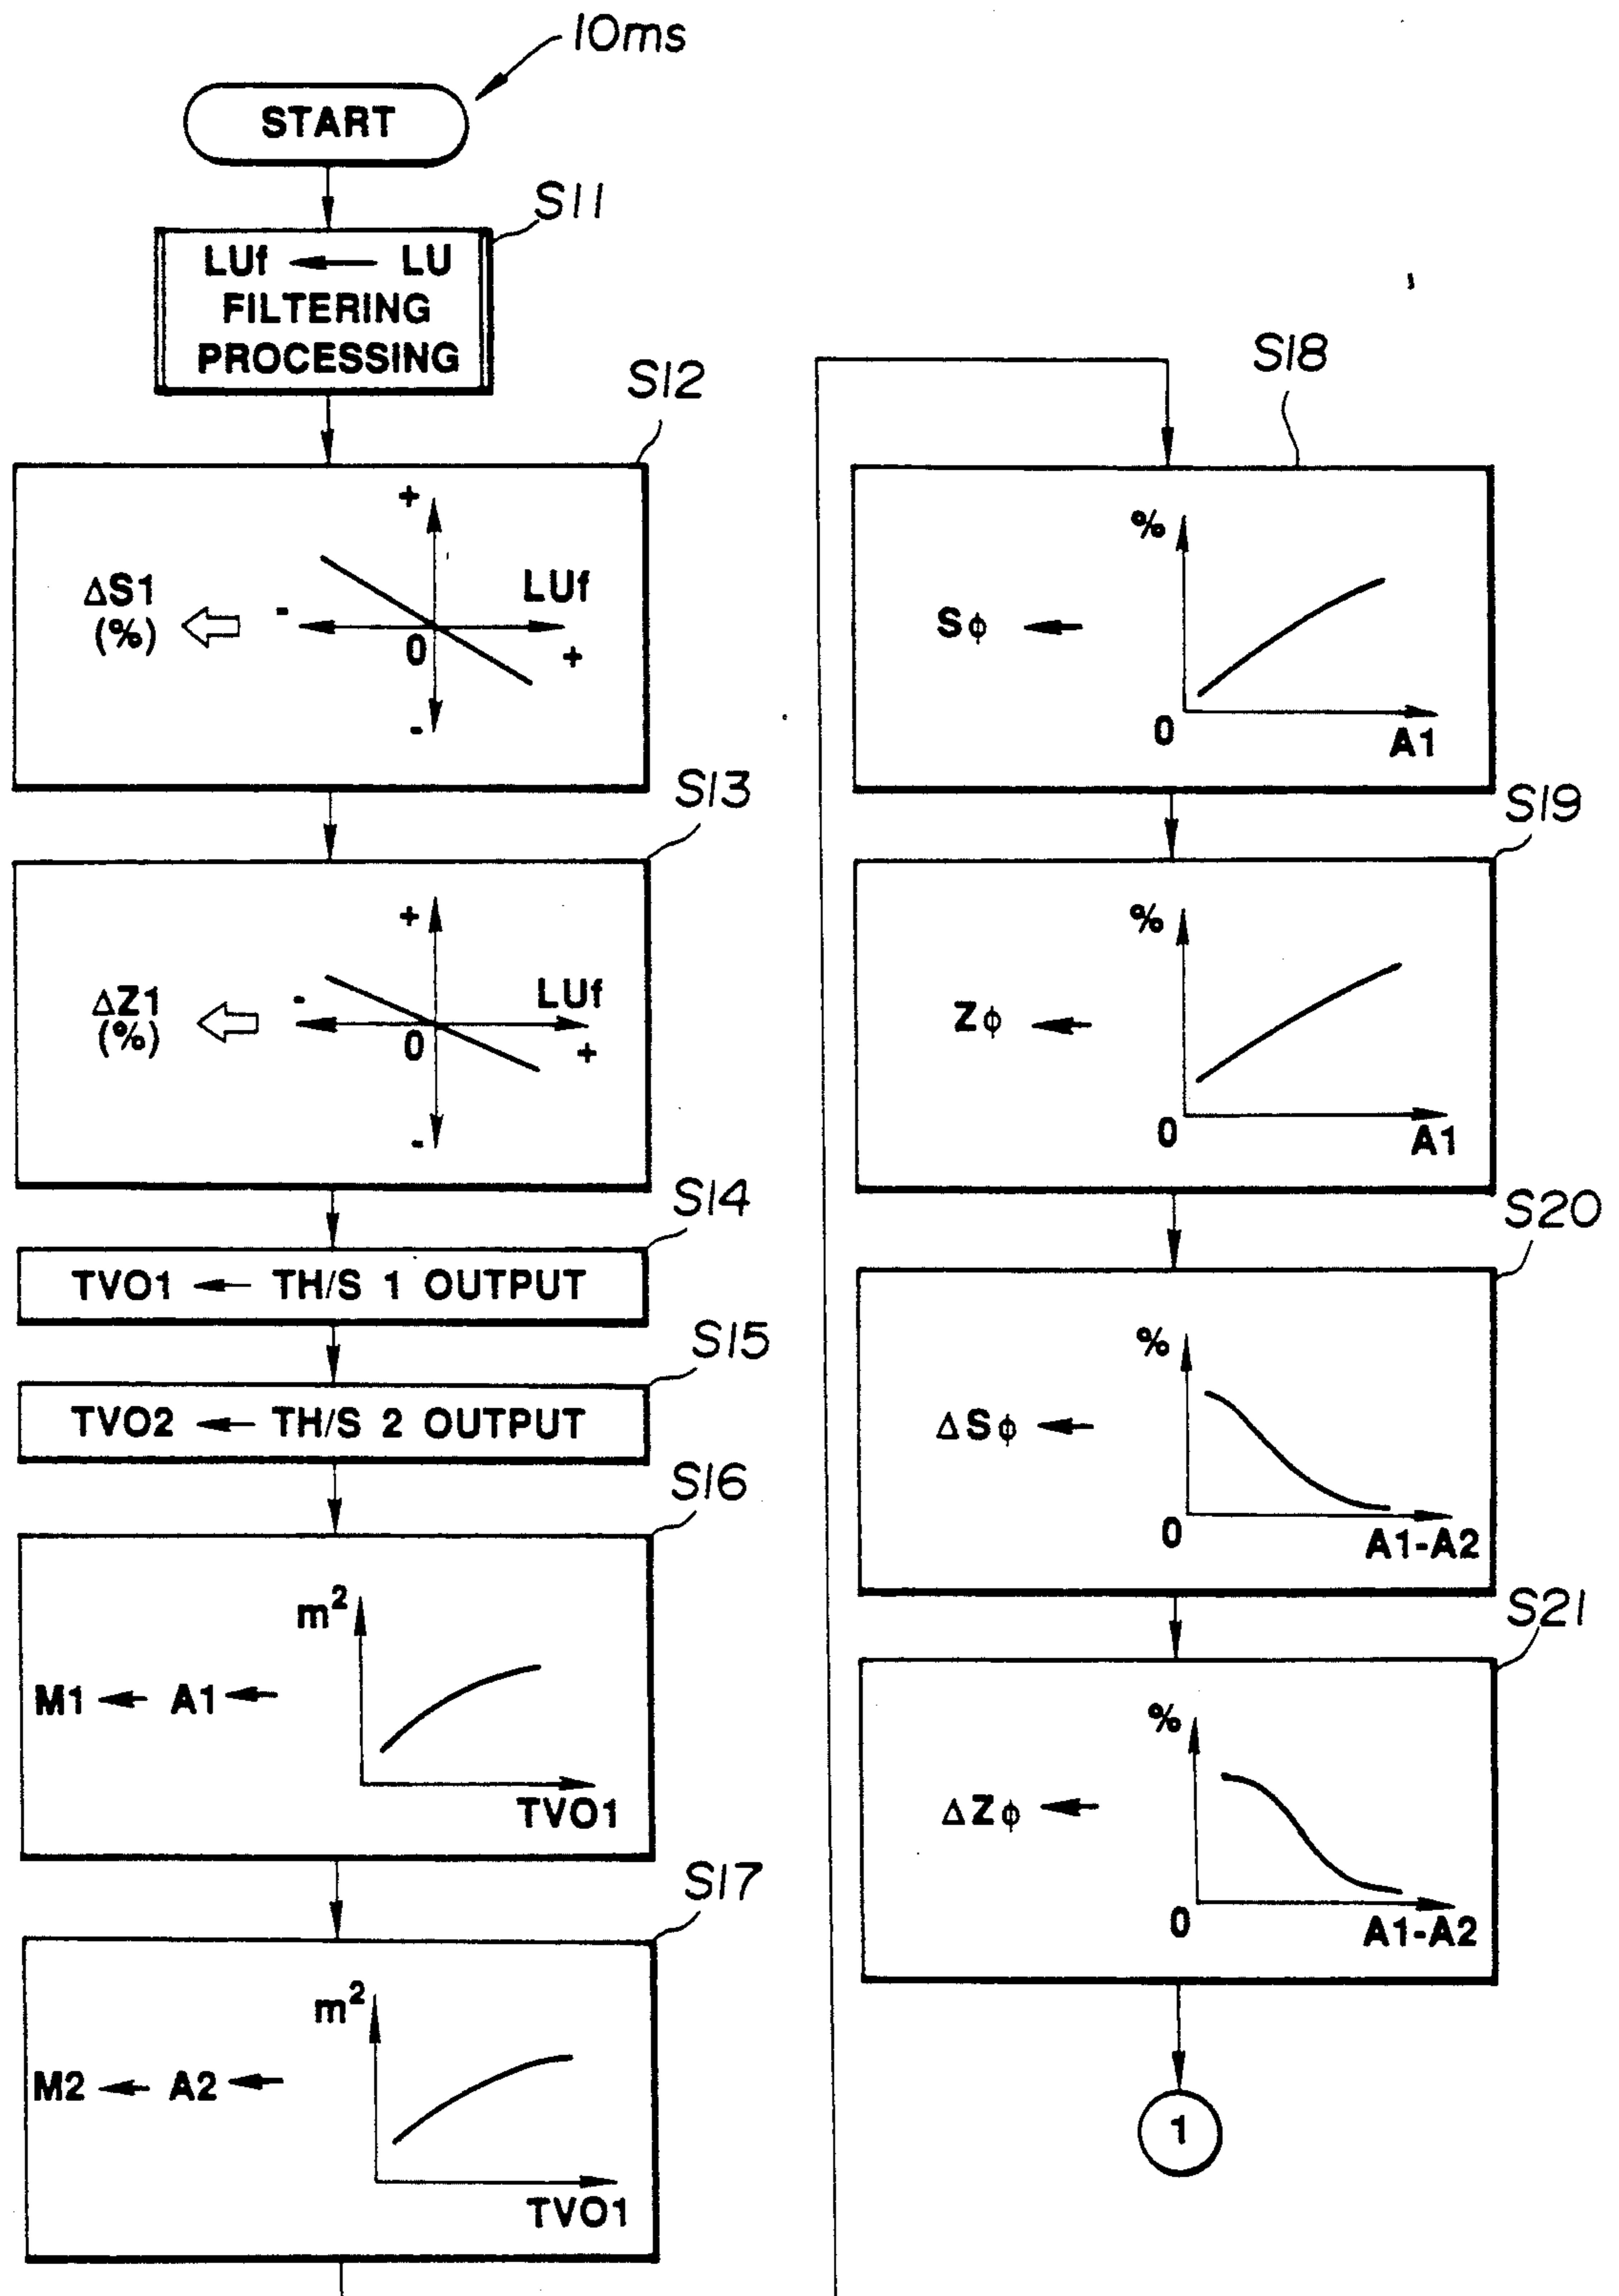 10ms
START
S11
LUf ← LU
FILTERING
PROCESSING
S12
+
ΔS1
(%)
-
LUf
0
+
-
S13
+
ΔZ1
(%)
-
LUf
0
+
-
S14
TVO1 ← TH/S 1 OUTPUT
S15
TVO2 ← TH/S 2 OUTPUT
S16
m²
M1 ← A1 ←
TVO1
S17
m²
M2 ← A2 ←
TVO1
S18
%
Sϕ ←
0
A1
S19
%
Zϕ ←
0
A1
S20
%
ΔSϕ ←
0
A1-A2
S21
%
ΔZϕ ←
0
A1-A2
1